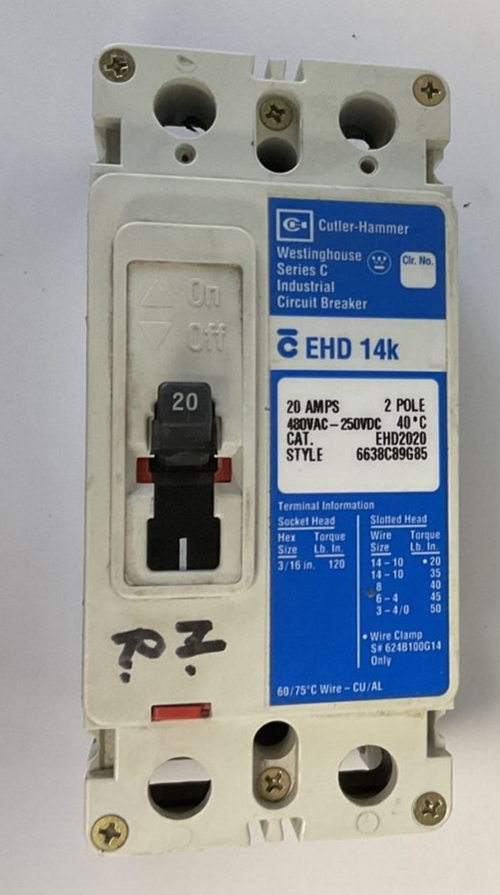 Cutler-Hammer
Westinghouse
Series C
Industrial
Circuit Breaker
Cir. No.
On
Off
EHD 14k
20
20 AMPS 2 POLE
480VAC-250VDC 40°C
CAT. EHD2020
STYLE 6638C89G85
Terminal Information
Socket Head
Hex Torque
Size Lb. In.
3/16 in. 120
Slotted Head
Wire Torque
Size Lb. In.
14-10 • 20
14-10 35
8 40
6-4 45
3-4/0 50
• Wire Clamp
S# 624B100G14
Only
60/75°C Wire - CU/AL